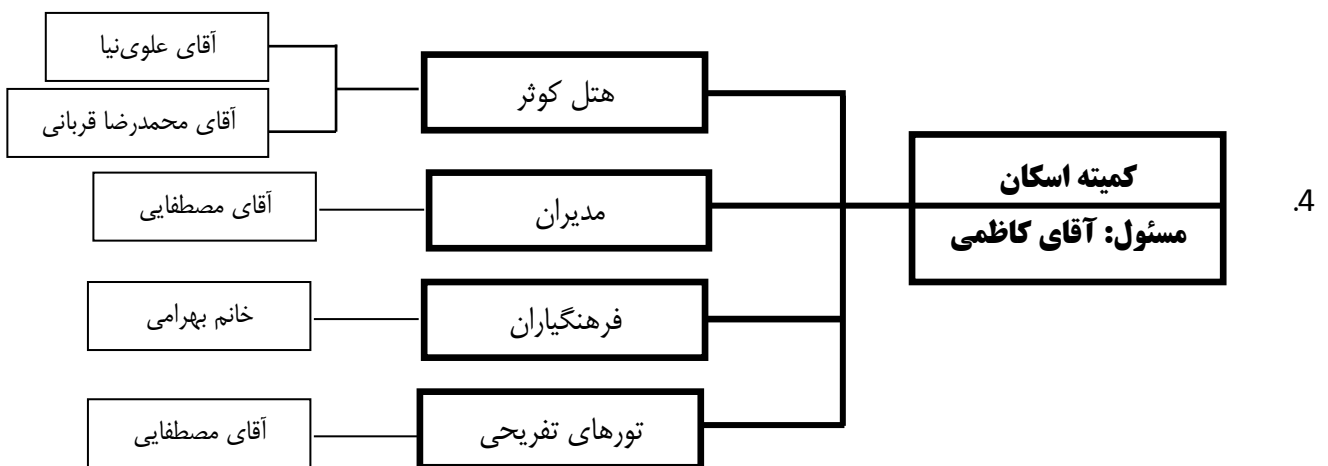 4.
کمیته اسکان
مسئول: آقای کاظمی
هتل کوثر
آقای علوی‌نیا
آقای محمدرضا قربانی
مدیران
آقای مصطفایی
فرهنگیاران
خانم بهرامی
تورهای تفریحی
آقای مصطفایی